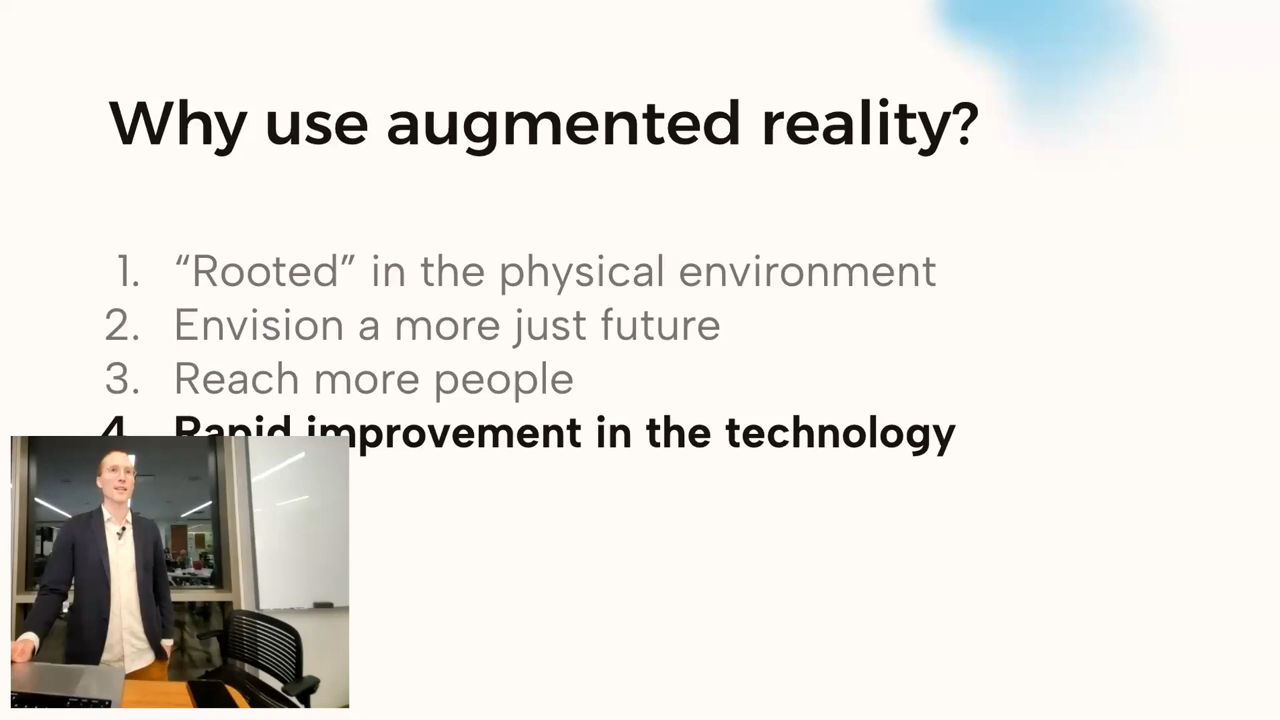 Why use augmented reality?
1. “Rooted” in the physical environment
2. Envision a more just future
3. Reach more people
4. Rapid improvement in the technology